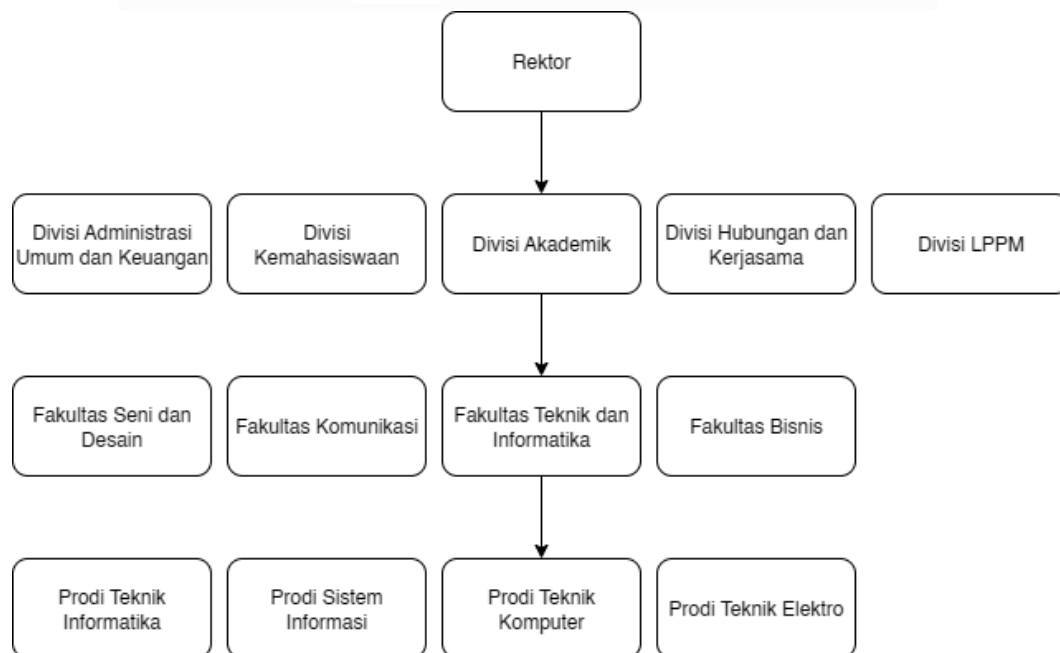 Rektor
Divisi Administrasi
Umum dan Keuangan
Divisi
Kemahasiswaan
Divisi Akademik
Divisi Hubungan dan
Kerjasama
Divisi LPPM
Fakultas Seni dan
Desain
Fakultas Komunikasi
Fakultas Teknik dan
Informatika
Fakultas Bisnis
Prodi Teknik
Informatika
Prodi Sistem
Informasi
Prodi Teknik
Komputer
Prodi Teknik Elektro